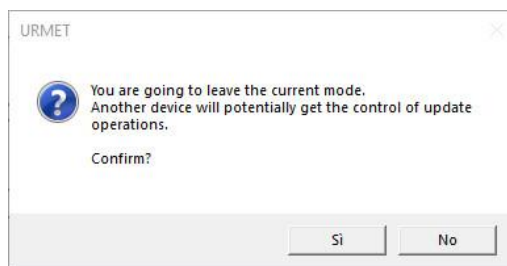 URMET
You are going to leave the current mode.
Another device will potentially get the control of update
operations.
Confirm?
Sì
No